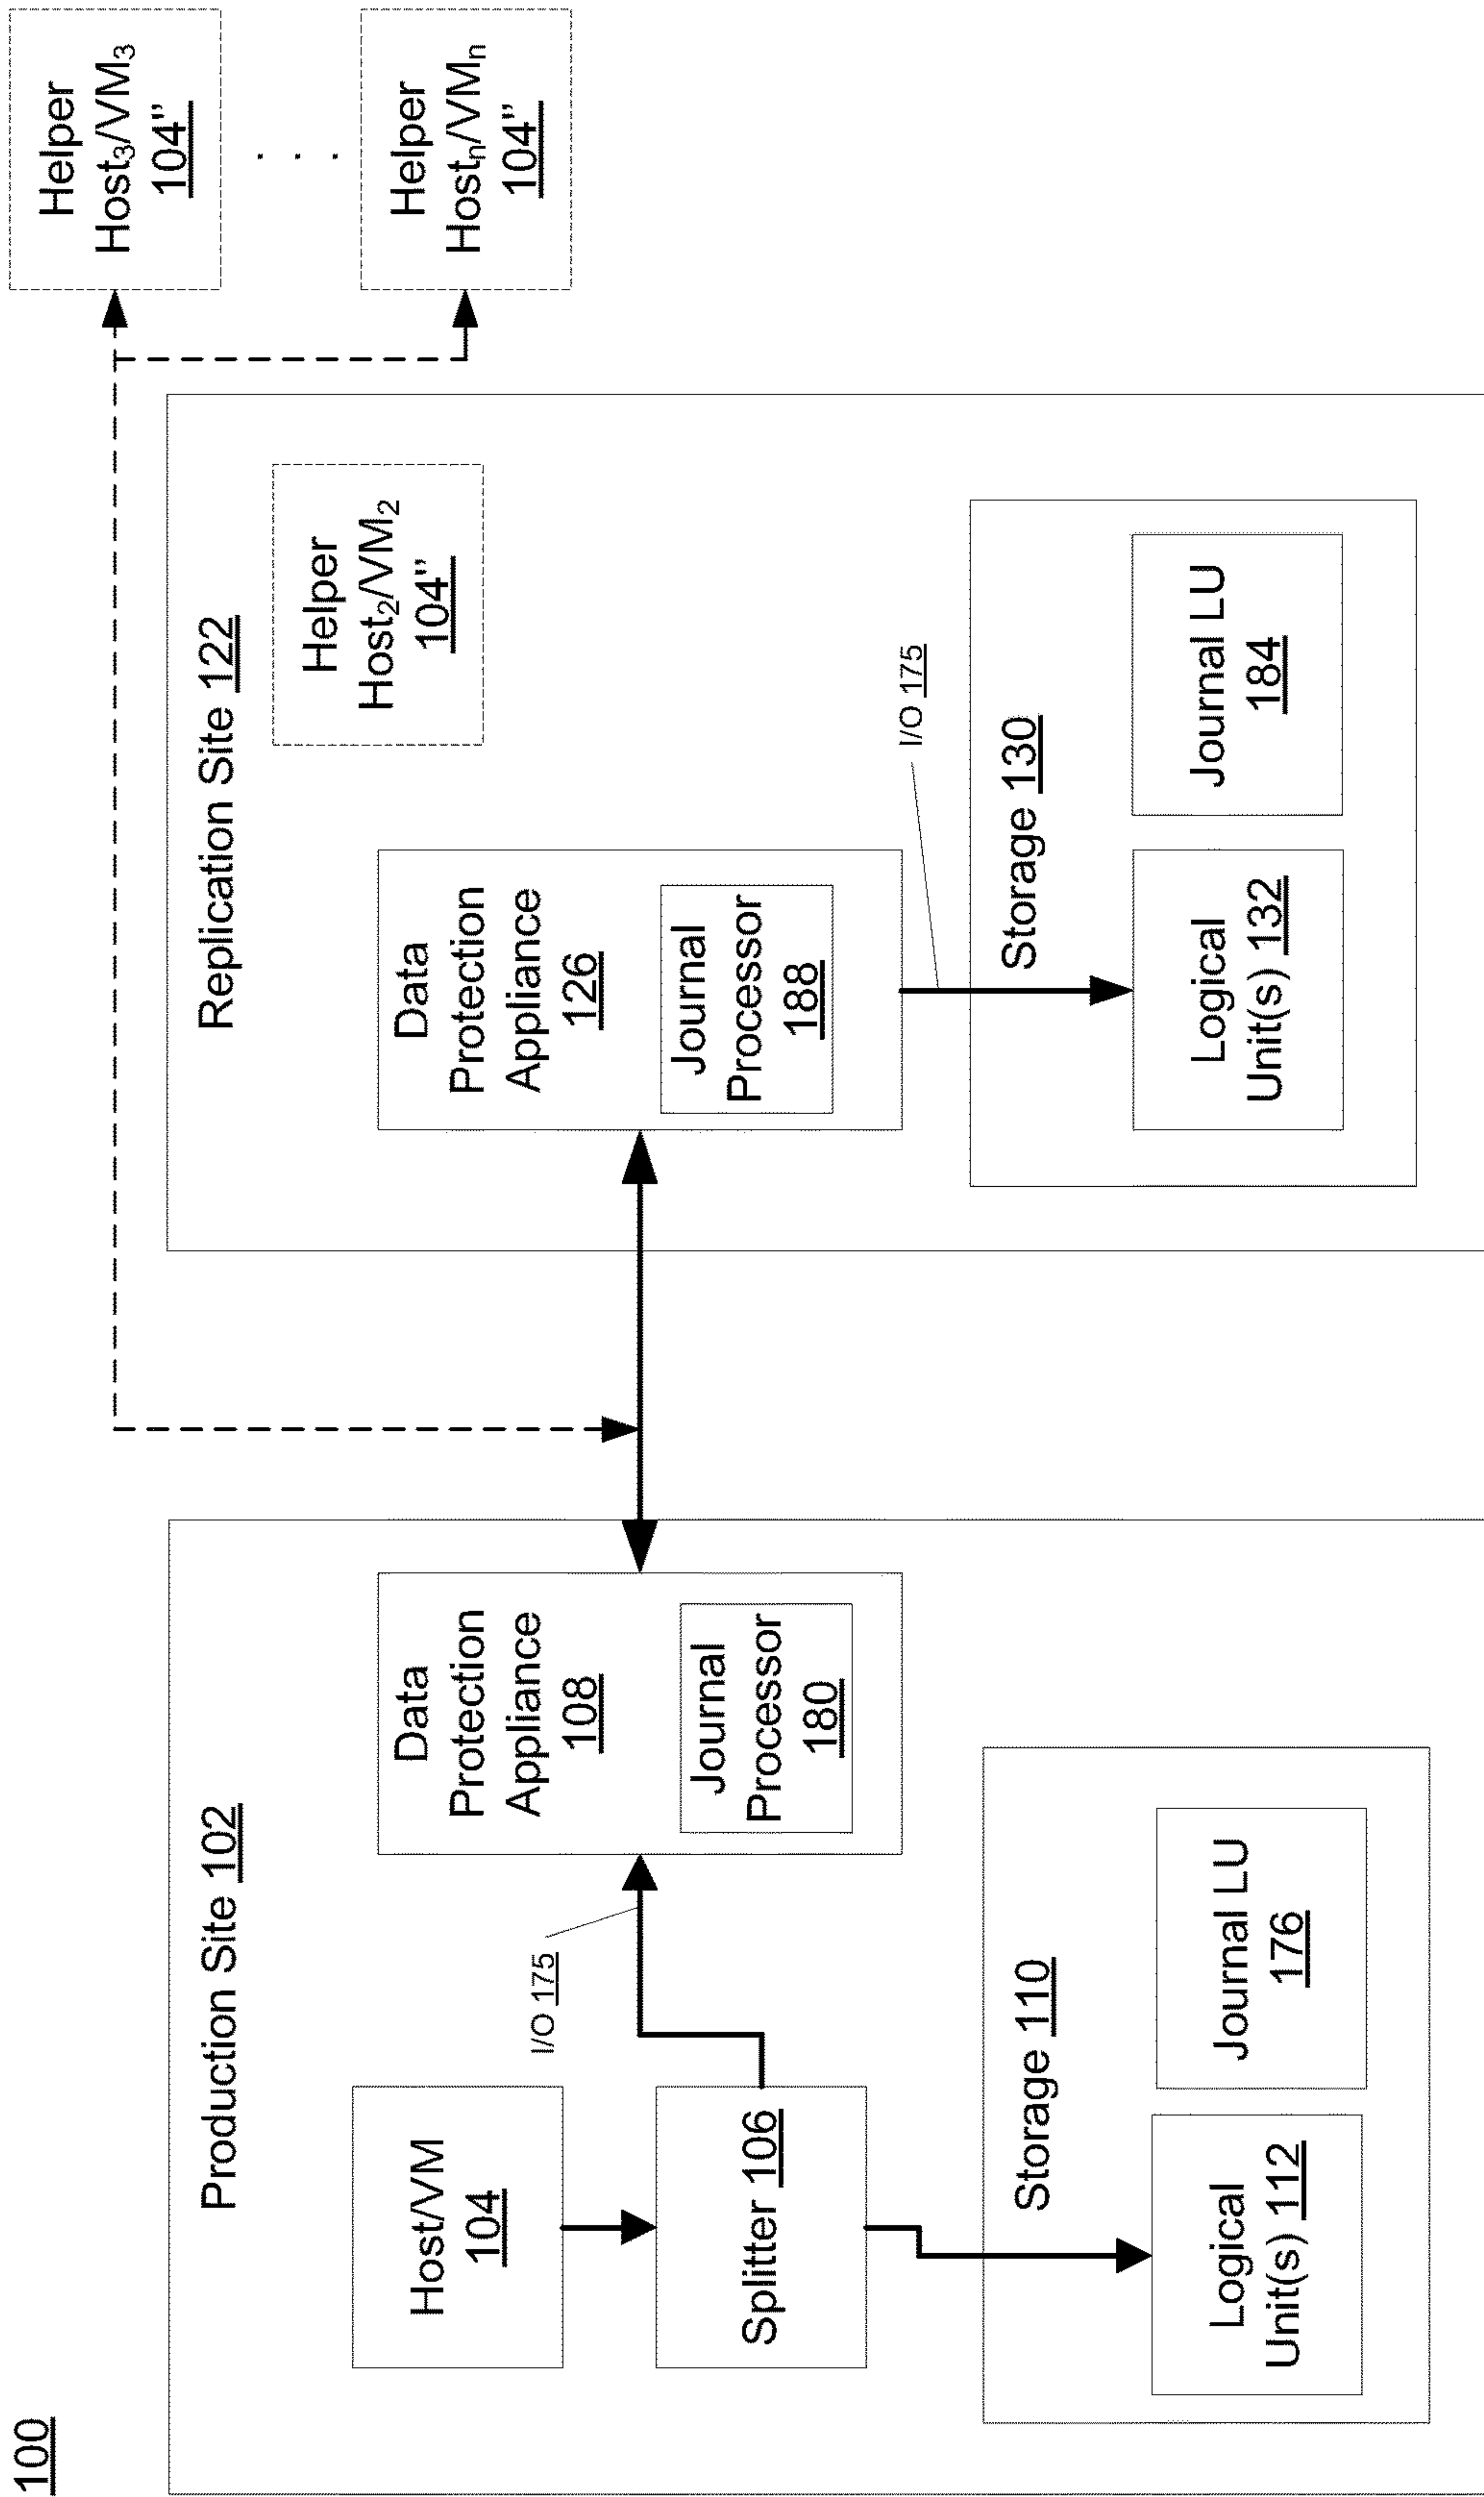 100
Production Site 102
Host/VM
104
Splitter 106
I/O 175
Data
Protection
Appliance
108
Journal
Processor
180
Storage 110
Logical
Unit(s) 112
Journal LU
176
Replication Site 122
Data
Protection
Appliance
126
Journal
Processor
188
Helper
Host2/VM2
104”
I/O 175
Storage 130
Logical
Unit(s) 132
Journal LU
184
Helper
Host3/VM3
104”
. . .
Helper
Hostn/VMn
104”